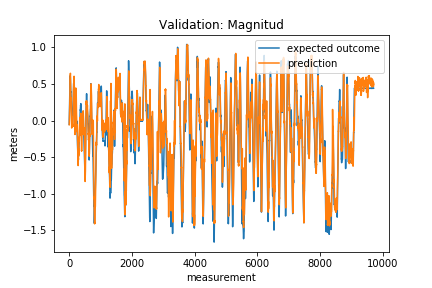 Validation: Magnitud
expected outcome
prediction
1.0
0.5
0.0
−0.5
−1.0
−1.5
meters
0 2000 4000 6000 8000 10000
measurement